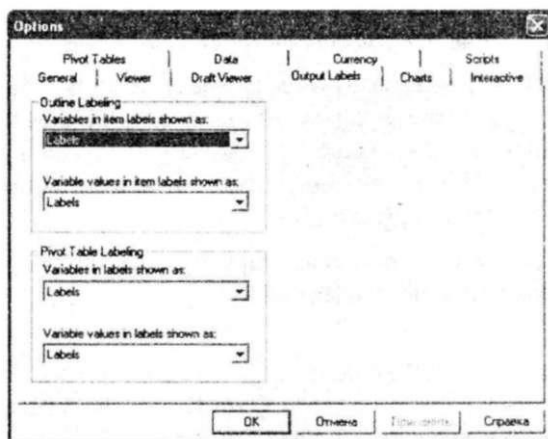 Options
Pivot Tables Data Currency Scripts
General Viewer Draft Viewer Output Labels Charts Interactive
Outline Labeling
Variables in item labels shown as:
Labels
Variable values in item labels shown as:
Labels
Pivot Table Labeling
Variables in labels shown as:
Labels
Variable values in labels shown as:
Labels
OK Отмена Применить Справка